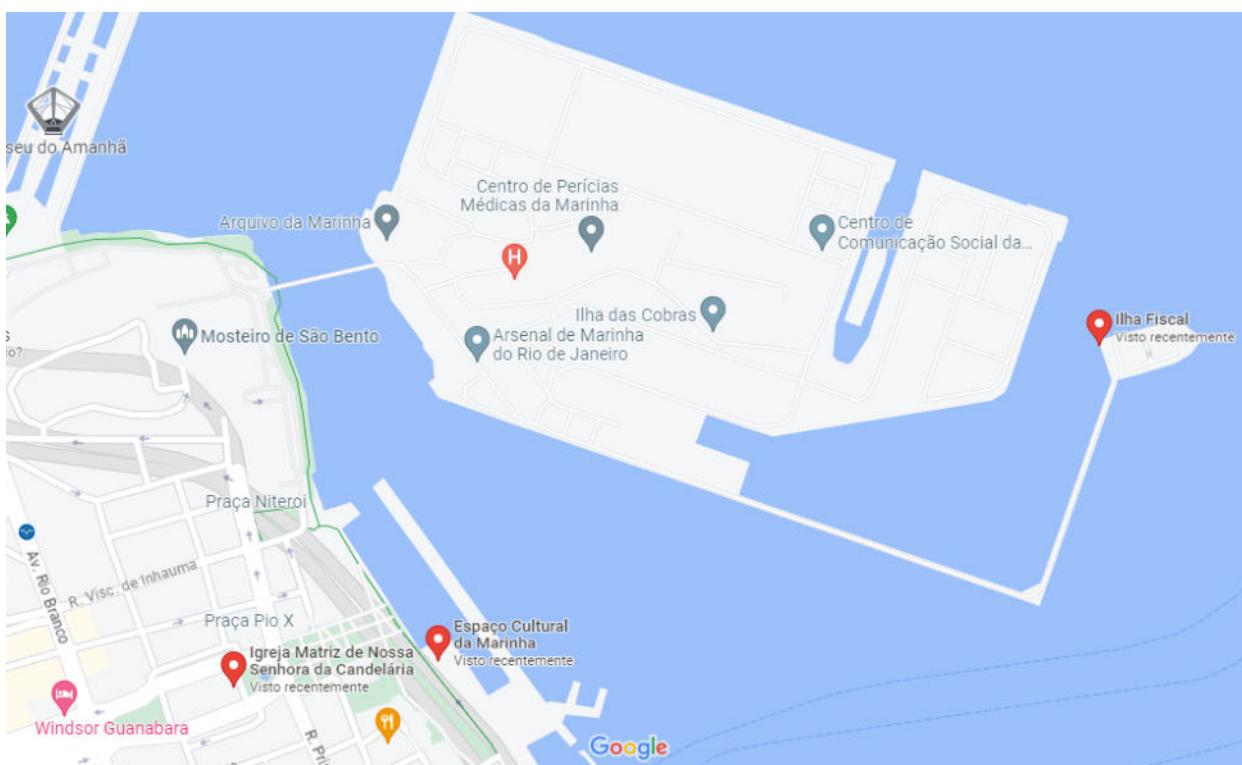 seu do Amanhã
Centro de Perícias
Médicas da Marinha
Arquivo da Marinha
Centro de
Comunicação Social da...
H
Ilha das Cobras
Ilha Fiscal
Visto recentemente
Mosteiro de São Bento
Arsenal de Marinha
do Rio de Janeiro
H
Praça Niteroi
Av. Rio Branco
R. Visc. de Inhauma
Praça Pio X
Espaço Cultural
da Marinha
Visto recentemente
Igreja Matriz de Nossa
Senhora da Candelária
Visto recentemente
Windsor Guanabara
R. Pri
Google